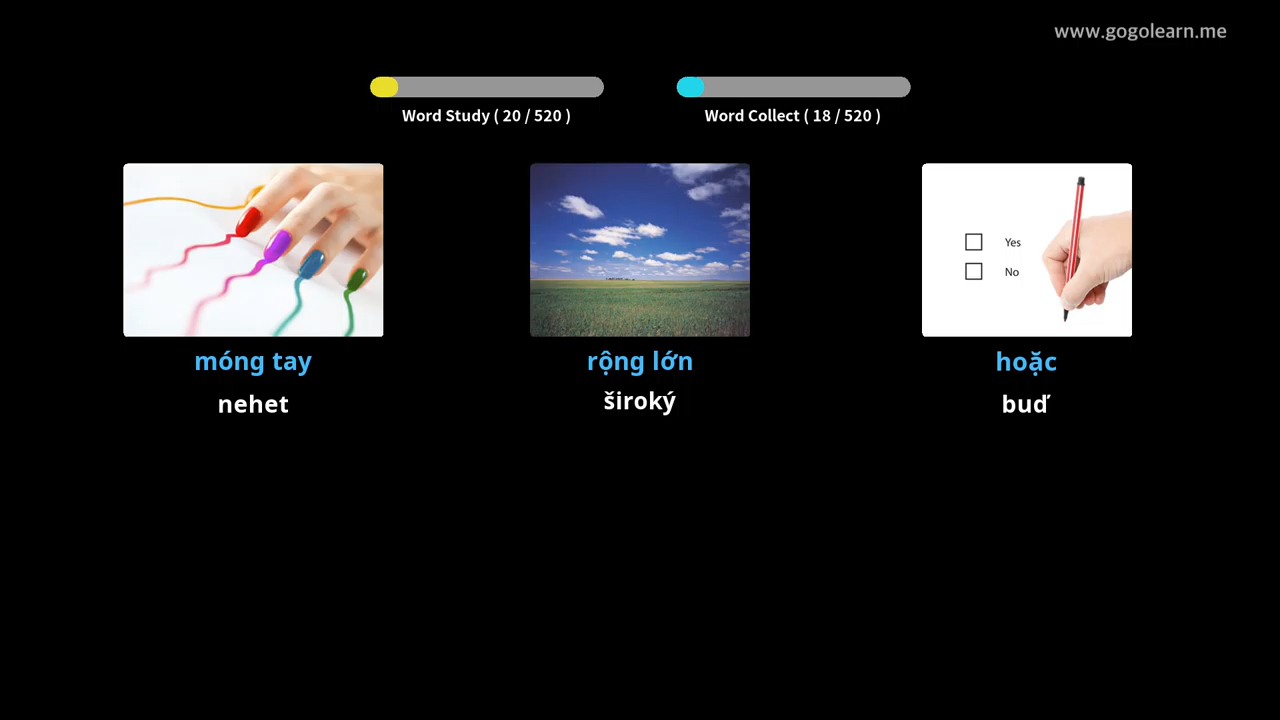 www.gogolearn.me
Word Study ( 20 / 520 )
Word Collect ( 18 / 520 )
Yes
No
móng tay
rộng lớn
hoặc
nehet
široký
buď